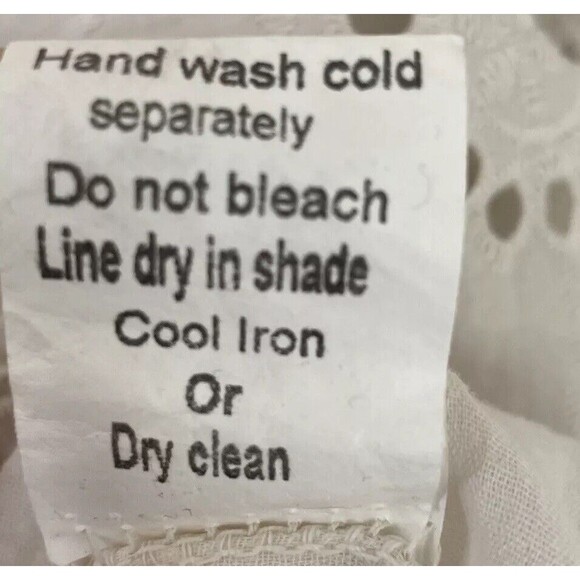 Hand wash cold
separately
Do not bleach
Line dry in shade
Cool Iron
Or
Dry clean